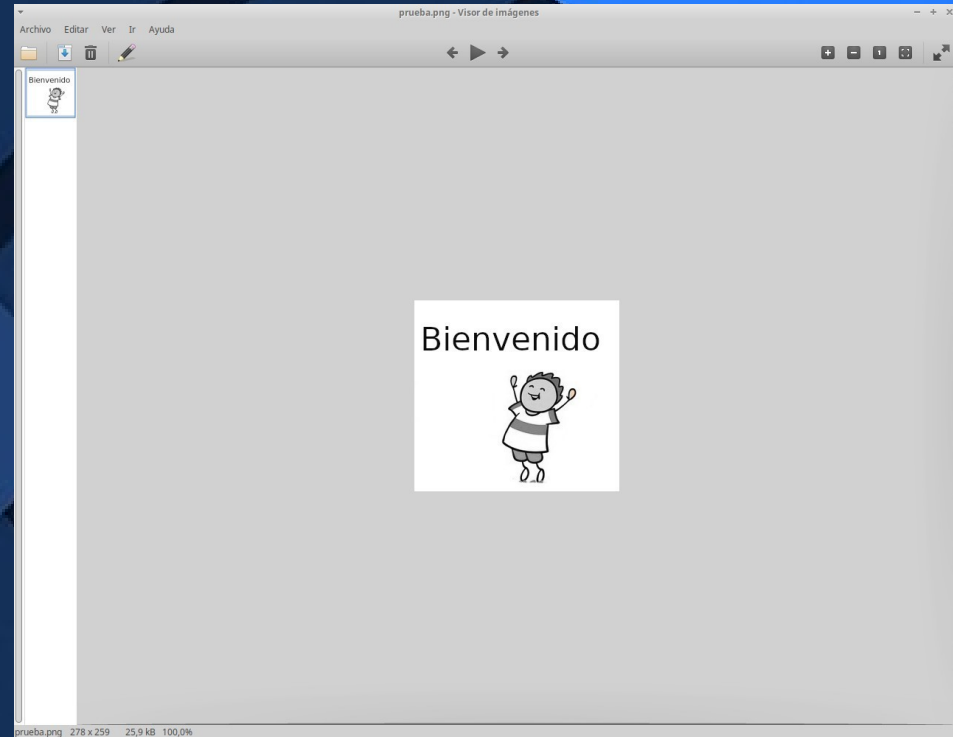 prueba.png - Visor de imágenes
Archivo Editar Ver Ir Ayuda
Bienvenido
Bienvenido
prueba.png 278 x 259 25,9 kB 100,0%